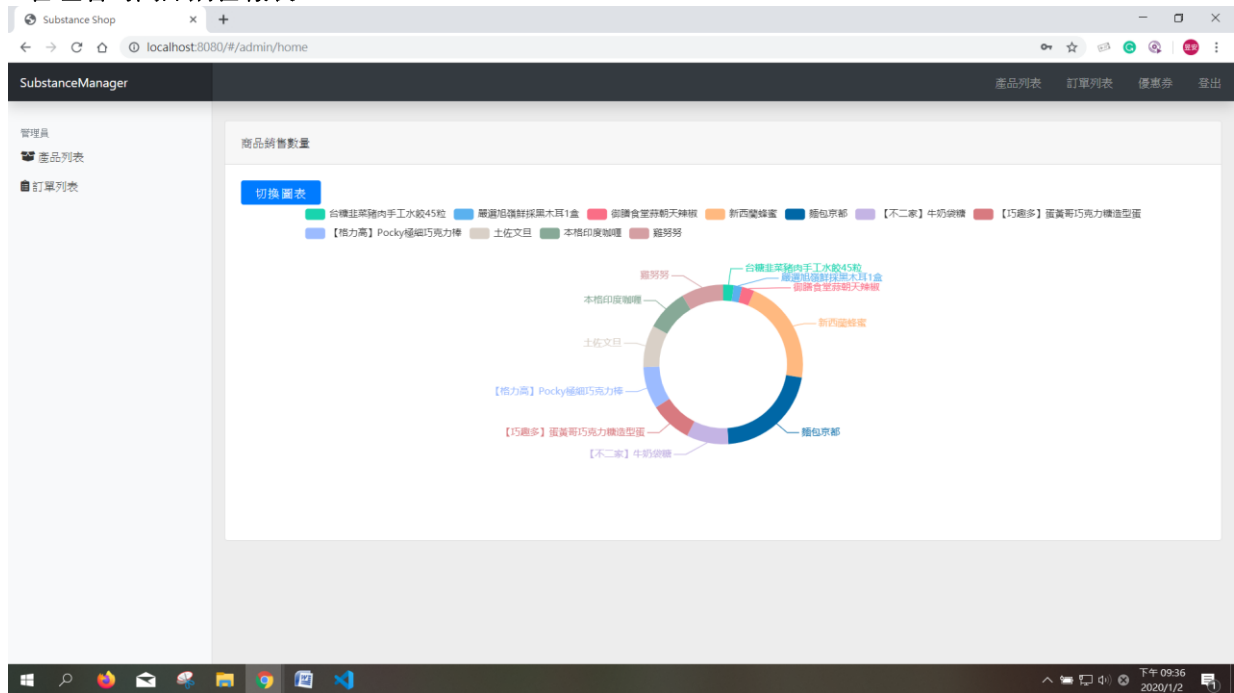 Substance Shop
localhost:8080/#/admin/home
SubstanceManager
產品列表 訂單列表 優惠券 登出
管理員
產品列表
訂單列表
商品銷售數量
切換圖表
台糖韭菜豬肉手工水餃45粒 嚴選旭嶺鮮採黑木耳1盒 御膳食堂蒜朝天辣椒 新西蘭蜂蜜 麵包京都 【不二家】牛奶袋糖 【巧趣多】蛋黃哥巧克力糖造型蛋
【格力高】Pocky極細巧克力棒 土佐文旦 本格印度咖哩 雞努努
雞努努
台糖韭菜豬肉手工水餃45粒
嚴選旭嶺鮮採黑木耳1盒
御膳食堂蒜朝天辣椒
本格印度咖哩
新西蘭蜂蜜
土佐文旦
【格力高】Pocky極細巧克力棒
【巧趣多】蛋黃哥巧克力糖造型蛋
麵包京都
【不二家】牛奶袋糖
下午 09:36
2020/1/2